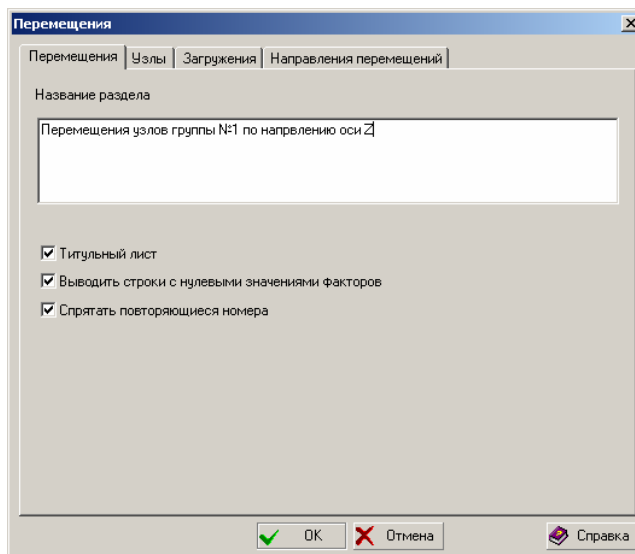 Перемещения
Перемещения Узлы Загружения Направления перемещений
Название раздела
Перемещения узлов группы №1 по напрвлению оси Z
Титульный лист
Выводить строки с нулевыми значениями факторов
Спрятать повторяющиеся номера
OK Отмена Справка